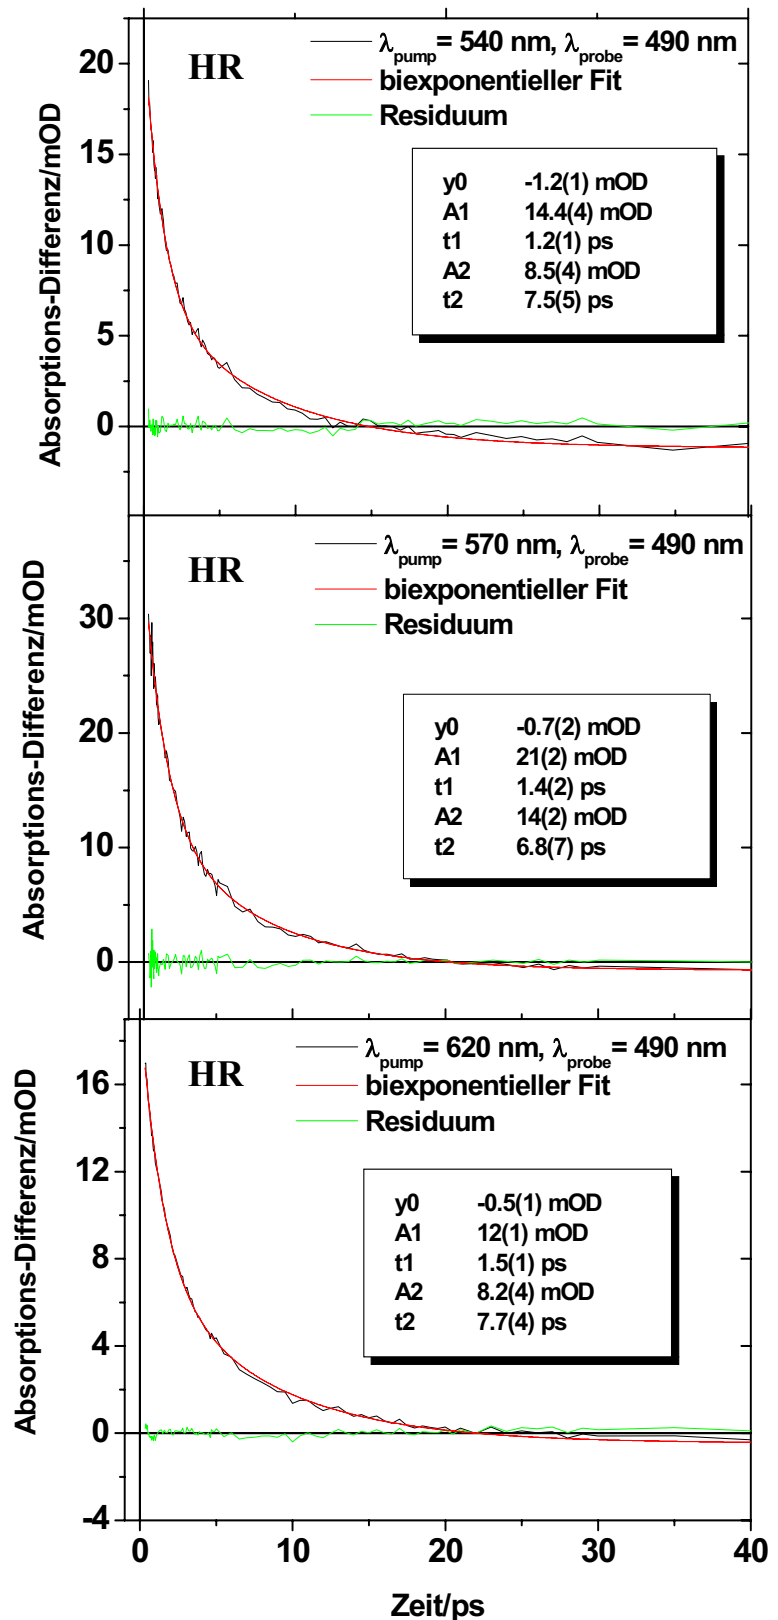 HR
λpump = 540 nm, λprobe = 490 nm
biexponentieller Fit
Residuum
y0 -1.2(1) mOD
A1 14.4(4) mOD
t1 1.2(1) ps
A2 8.5(4) mOD
t2 7.5(5) ps
Absorptions-Differenz/mOD
20
15
10
5
0
HR
λpump = 570 nm, λprobe = 490 nm
biexponentieller Fit
Residuum
y0 -0.7(2) mOD
A1 21(2) mOD
t1 1.4(2) ps
A2 14(2) mOD
t2 6.8(7) ps
Absorptions-Differenz/mOD
30
20
10
0
HR
λpump = 620 nm, λprobe = 490 nm
biexponentieller Fit
Residuum
y0 -0.5(1) mOD
A1 12(1) mOD
t1 1.5(1) ps
A2 8.2(4) mOD
t2 7.7(4) ps
Absorptions-Differenz/mOD
16
12
8
4
0
-4
0 10 20 30 40
Zeit/ps